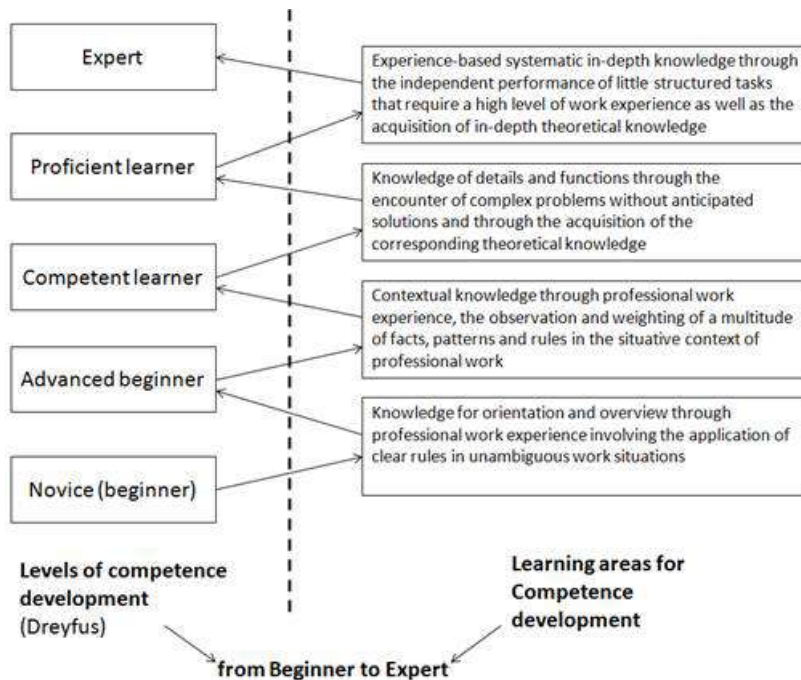 Expert
Experience-based systematic in-depth knowledge through
the independent performance of little structured tasks
that require a high level of work experience as well as the
acquisition of in-depth theoretical knowledge
Proficient learner
Knowledge of details and functions through the
encounter of complex problems without anticipated
solutions and through the acquisition of the
corresponding theoretical knowledge
Competent learner
Contextual knowledge through professional work
experience, the observation and weighting of a multitude
of facts, patterns and rules in the situative context of
professional work
Advanced beginner
Knowledge for orientation and overview through
professional work experience involving the application of
clear rules in unambiguous work situations
Novice (beginner)
Levels of competence
development
(Dreyfus)
Learning areas for
Competence
development
from Beginner to Expert